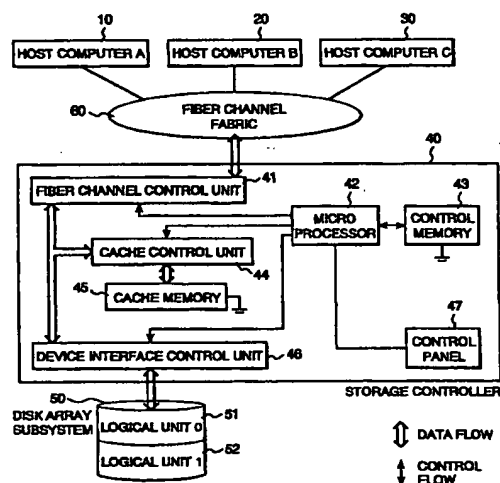 10
20
30
HOST COMPUTER A
HOST COMPUTER B
HOST COMPUTER C
60
FIBER CHANNEL
FABRIC
40
41
FIBER CHANNEL CONTROL UNIT
42
43
MICRO
PROCESSOR
CONTROL
MEMORY
CACHE CONTROL UNIT
44
45
CACHE MEMORY
47
CONTROL
PANEL
DEVICE INTERFACE CONTROL UNIT
46
STORAGE CONTROLLER
50
51
DISK ARRAY
SUBSYSTEM
LOGICAL UNIT 0
52
LOGICAL UNIT 1
DATA FLOW
CONTROL
FLOW